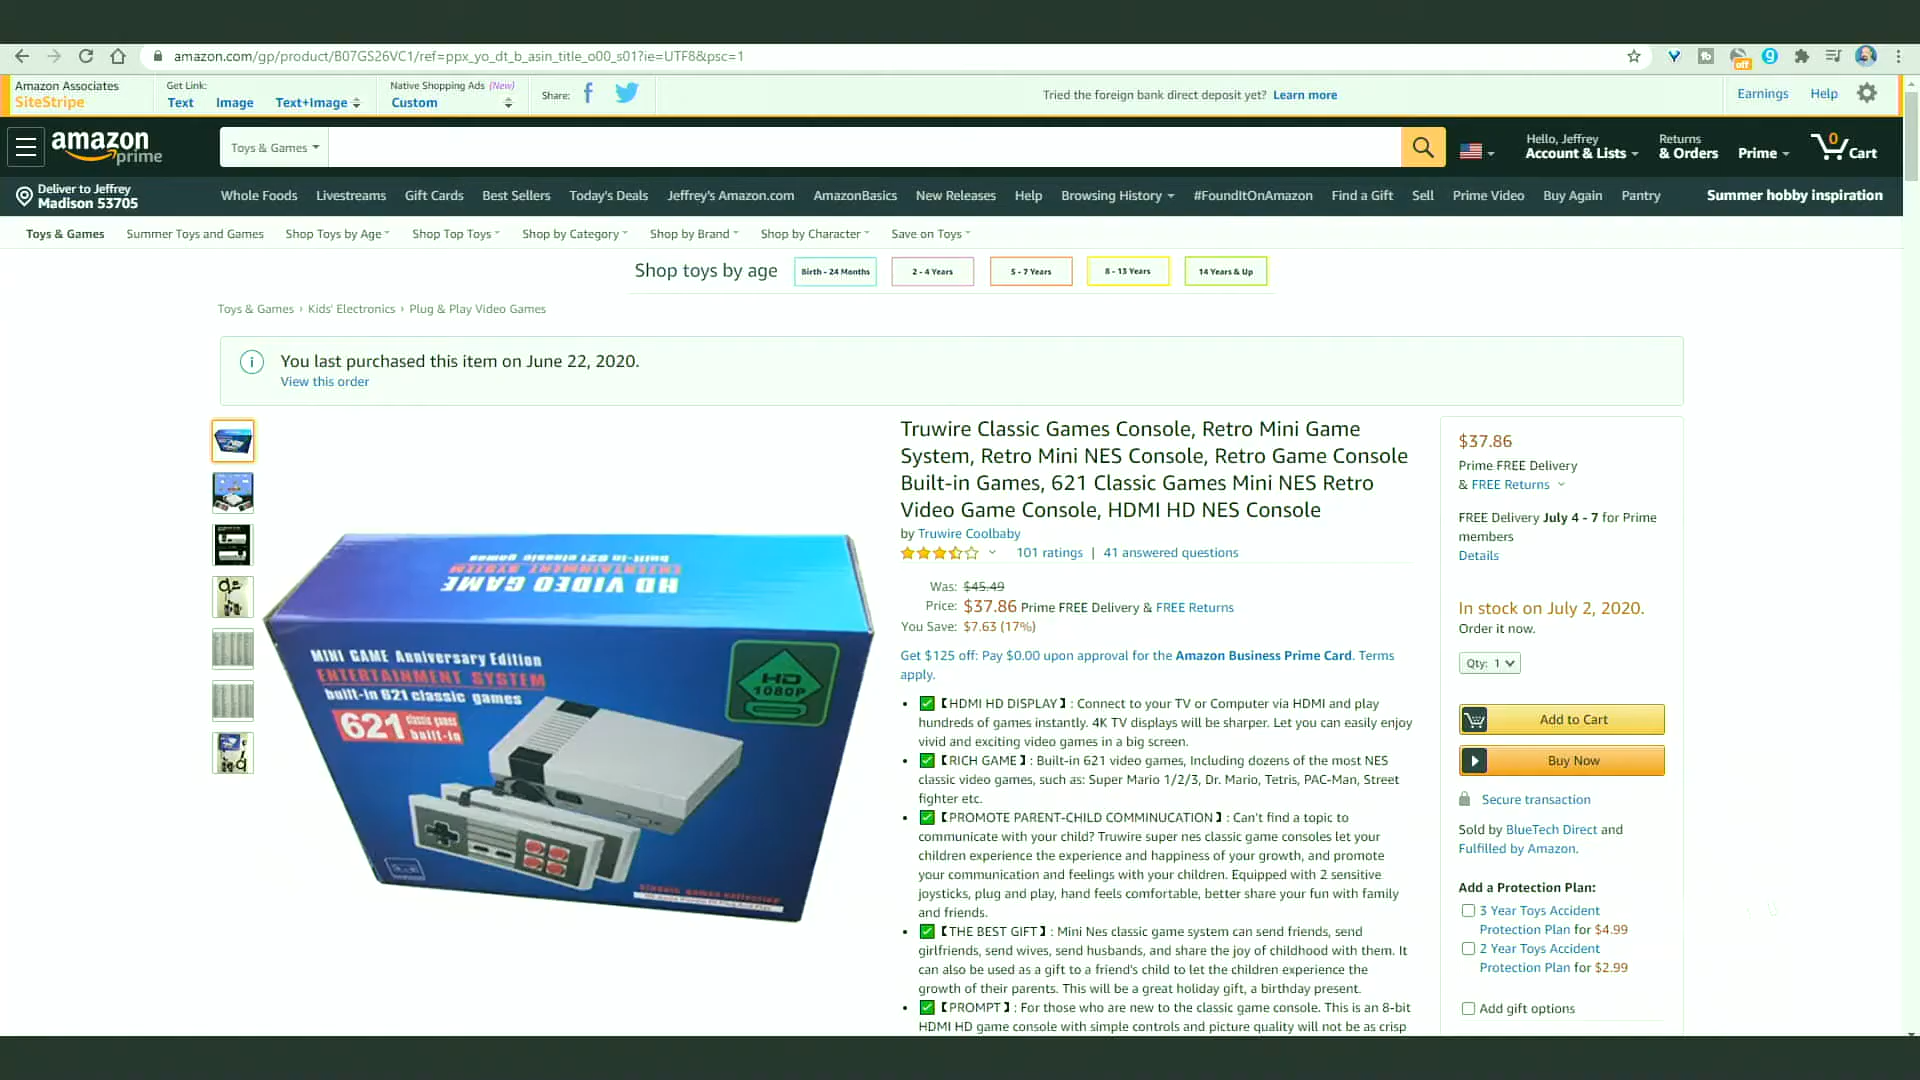 amazon.com/gp/product/B07GS26VC1/ref=ppx_yo_dt_b_asin_title_o00_s01?ie=UTF8&psc=1
off
Amazon Associates
SiteStripe
Get Link:
Text Image Text+Image
Native Shopping Ads (New)
Custom
Share:
Tried the foreign bank direct deposit yet? Learn more
Earnings Help
amazon prime
Toys & Games
Hello, Jeffrey
Account & Lists
Returns
& Orders
Prime
0
Cart
Deliver to Jeffrey
Madison 53705
Whole Foods Livestreams Gift Cards Best Sellers Today's Deals Jeffrey's Amazon.com AmazonBasics New Releases Help Browsing History #FoundItOnAmazon Find a Gift Sell Prime Video Buy Again Pantry
Summer hobby inspiration
Toys & Games Summer Toys and Games Shop Toys by Age Shop Top Toys Shop by Category Shop by Brand Shop by Character Save on Toys
Shop toys by age Birth - 24 Months 2 - 4 Years 5 - 7 Years 8 - 13 Years 14 Years & Up
Toys & Games › Kids' Electronics › Plug & Play Video Games
You last purchased this item on June 22, 2020.
View this order
HD VIDEO GAME
ENTERTAINMENT SYSTEM
built-in 621 classic games
MINI GAME Anniversary Edition
ENTERTAINMENT SYSTEM
built-in 621 classic games
621 classic games
built-in
HD
1080P
Classic games collection
Truwire Classic Games Console, Retro Mini Game
System, Retro Mini NES Console, Retro Game Console
Built-in Games, 621 Classic Games Mini NES Retro
Video Game Console, HDMI HD NES Console
by Truwire Coolbaby
101 ratings | 41 answered questions
Was: $45.49
Price: $37.86 Prime FREE Delivery & FREE Returns
You Save: $7.63 (17%)
Get $125 off: Pay $0.00 upon approval for the Amazon Business Prime Card. Terms
apply.
• ✅【HDMI HD DISPLAY】: Connect to your TV or Computer via HDMI and play
hundreds of games instantly. 4K TV displays will be sharper. Let you can easily enjoy
vivid and exciting video games in a big screen.
• ✅【RICH GAME】: Built-in 621 video games, Including dozens of the most NES
classic video games, such as: Super Mario 1/2/3, Dr. Mario, Tetris, PAC-Man, Street
fighter etc.
• ✅【PROMOTE PARENT-CHILD COMMINUCATION】: Can't find a topic to
communicate with your child? Truwire super nes classic game consoles let your
children experience the experience and happiness of your growth, and promote
your communication and feelings with your children. Equipped with 2 sensitive
joysticks, plug and play, hand feels comfortable, better share your fun with family
and friends.
• ✅【THE BEST GIFT】: Mini Nes classic game system can send friends, send
girlfriends, send wives, send husbands, and share the joy of childhood with them. It
can also be used as a gift to a friend's child to let the children experience the
growth of their parents. This will be a great holiday gift, a birthday present.
• ✅【PROMPT】: For those who are new to the classic game console. This is an 8-bit
HDMI HD game console with simple controls and picture quality will not be as crisp
$37.86
Prime FREE Delivery
& FREE Returns
FREE Delivery July 4 - 7 for Prime
members
Details
In stock on July 2, 2020.
Order it now.
Qty: 1
Add to Cart
Buy Now
Secure transaction
Sold by BlueTech Direct and
Fulfilled by Amazon.
Add a Protection Plan:
3 Year Toys Accident
Protection Plan for $4.99
2 Year Toys Accident
Protection Plan for $2.99
Add gift options